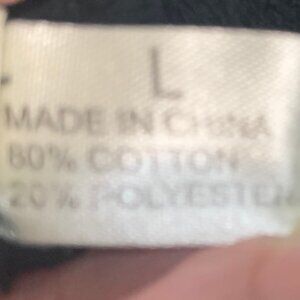 L
MADE IN CHINA
80% COTTON
20% POLYESTER